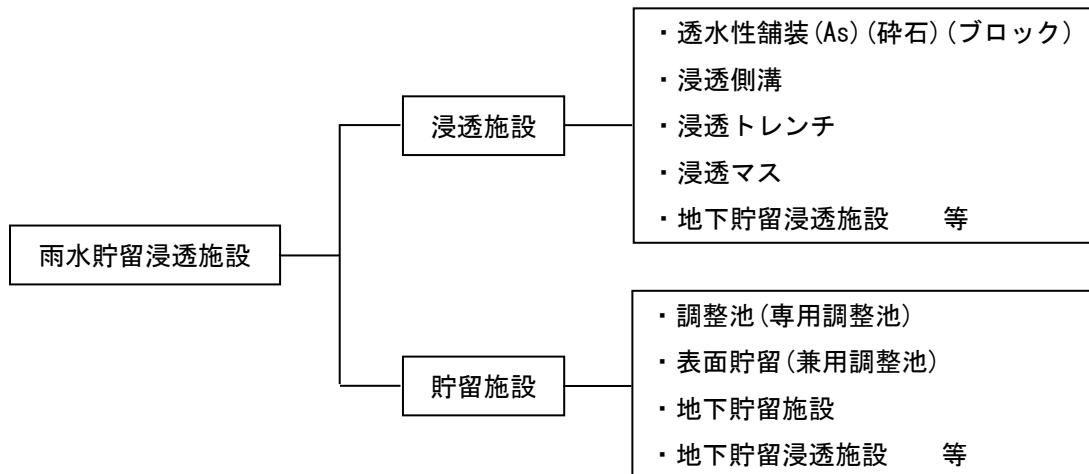 雨水貯留浸透施設
浸透施設
・透水性舗装(As)(砕石)(ブロック)
・浸透側溝
・浸透トレンチ
・浸透マス
・地下貯留浸透施設　等
貯留施設
・調整池(専用調整池)
・表面貯留(兼用調整池)
・地下貯留施設
・地下貯留浸透施設　等